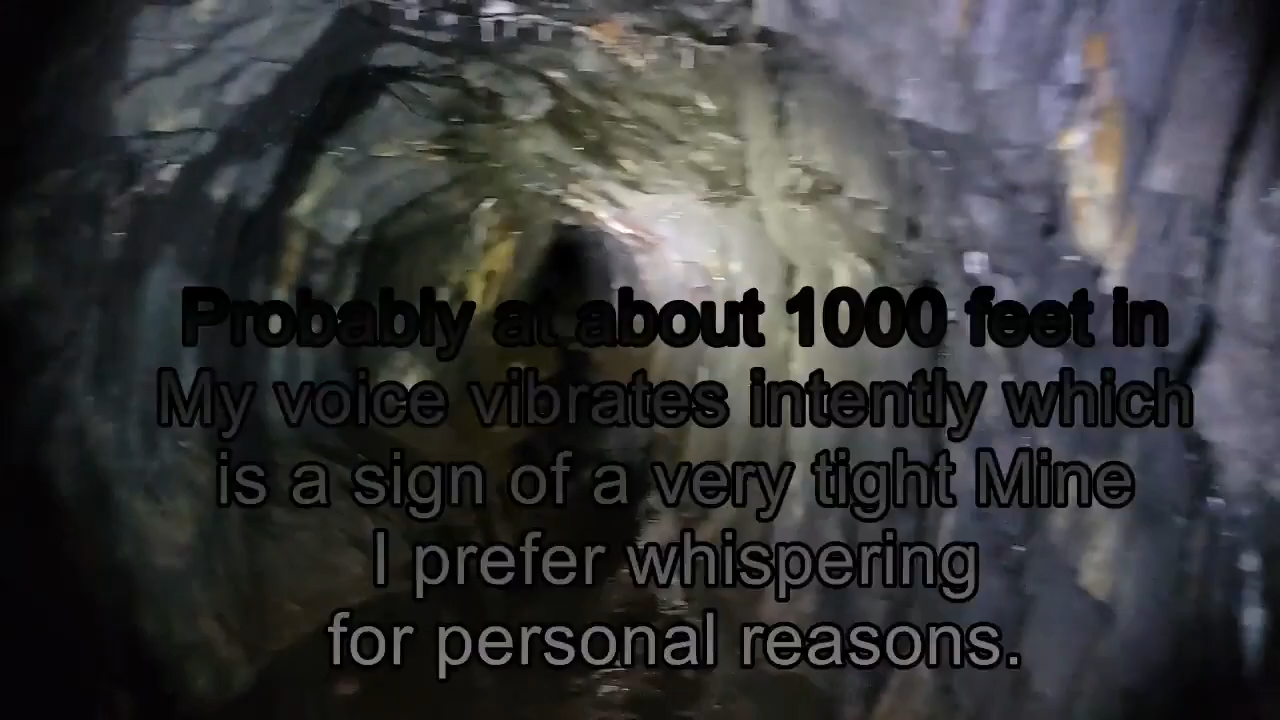 Probably at about 1000 feet in
My voice vibrates intently which
is a sign of a very tight Mine
I prefer whispering
for personal reasons.